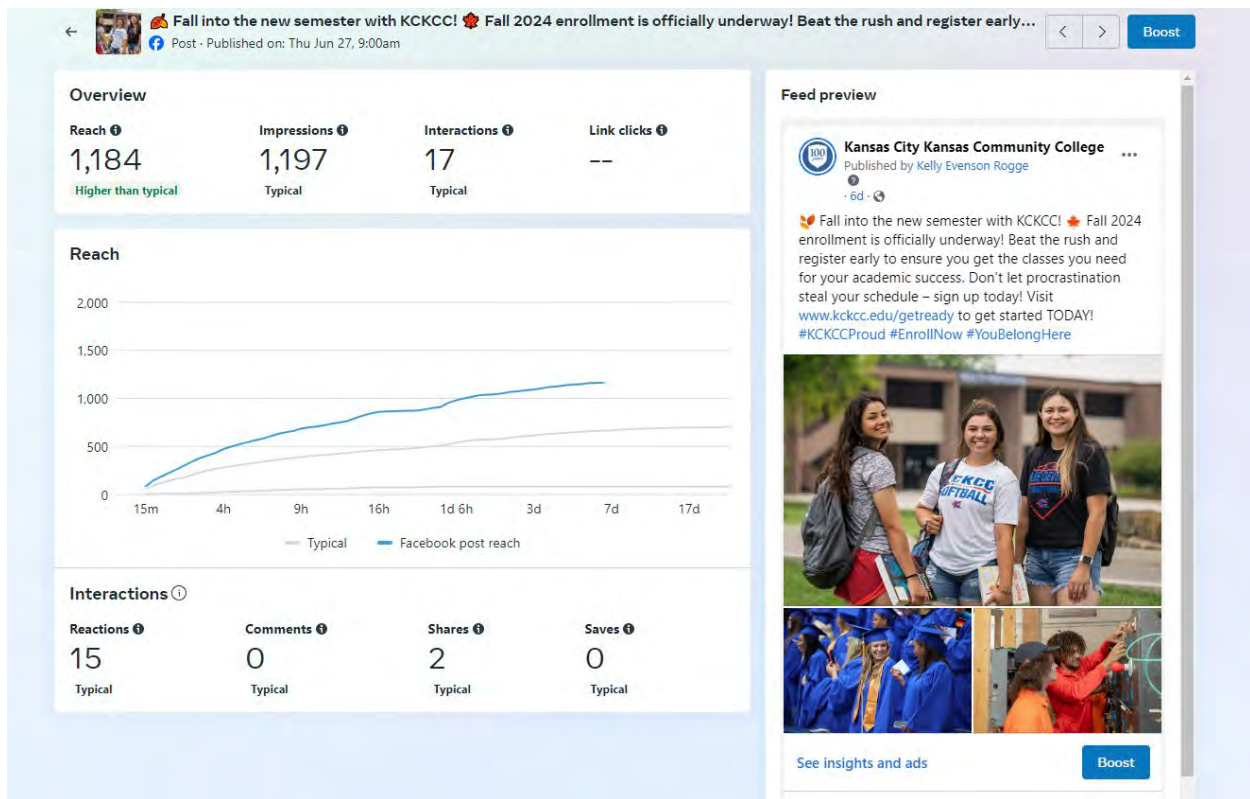 🍂 Fall into the new semester with KCKCC! 🍁 Fall 2024 enrollment is officially underway! Beat the rush and register early...
Post · Published on: Thu Jun 27, 9:00am
Boost
Overview
Reach
Impressions
Interactions
Link clicks
1,184
1,197
17
--
Higher than typical
Typical
Typical
Reach
2,000
1,500
1,000
500
0
15m
4h
9h
16h
1d 6h
3d
7d
17d
Typical
Facebook post reach
Interactions
Reactions
Comments
Shares
Saves
15
0
2
0
Typical
Typical
Typical
Typical
Feed preview
100
Kansas City Kansas Community College
Published by Kelly Evenson Rogge
· 6d ·
🍂 Fall into the new semester with KCKCC! 🍁 Fall 2024
enrollment is officially underway! Beat the rush and
register early to ensure you get the classes you need
for your academic success. Don't let procrastination
steal your schedule – sign up today! Visit
www.kckcc.edu/getready to get started TODAY!
#KCKCCProud #EnrollNow #YouBelongHere
KCKCC
SOFTBALL
See insights and ads
Boost